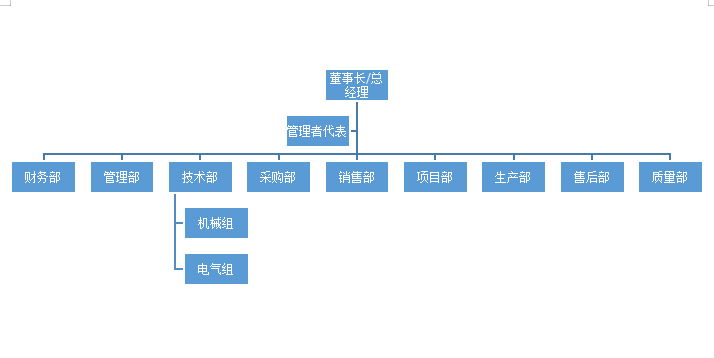 董事长/总
经理
管理者代表
财务部
管理部
技术部
采购部
销售部
项目部
生产部
售后部
质量部
机械组
电气组